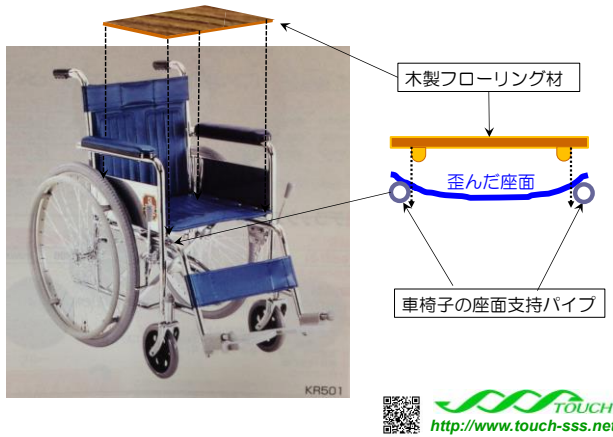 木製フローリング材
歪んだ座面
車椅子の座面支持パイプ
KR501
TOUCH
http://www.touch-sss.net